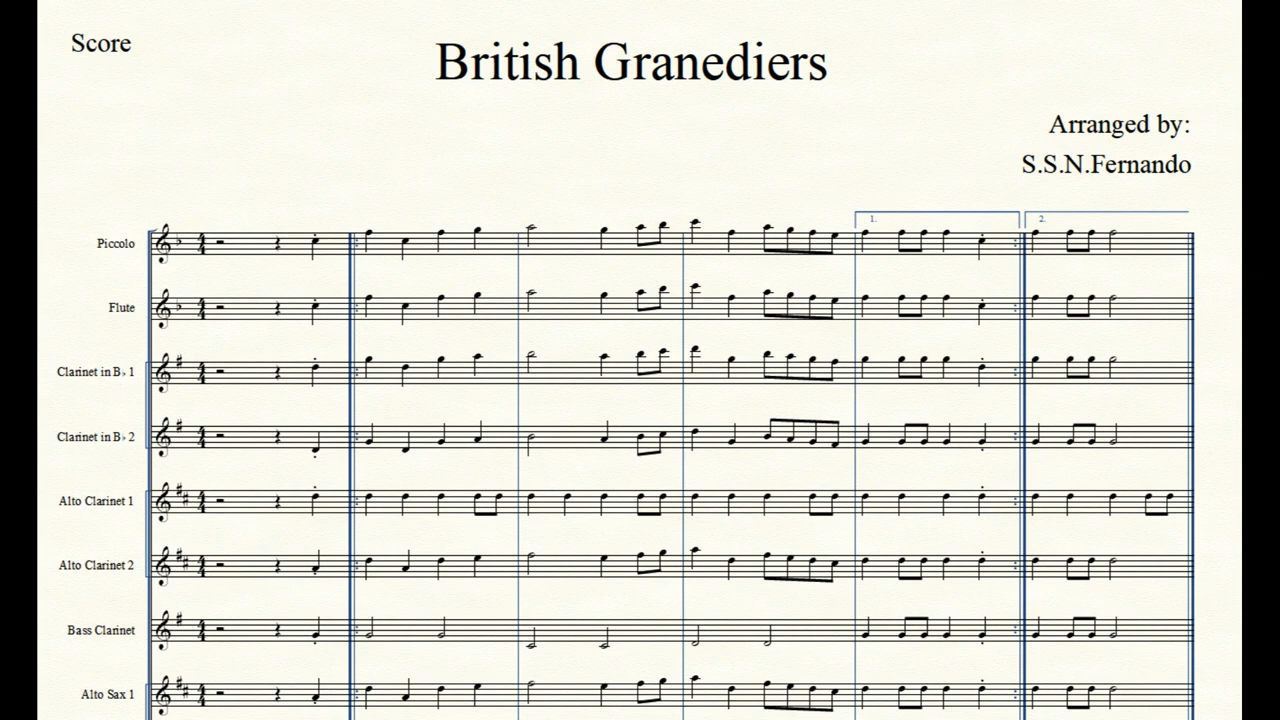 Score
British Granediers
Arranged by:
S.S.N.Fernando
1.
2.
Piccolo
Flute
Clarinet in B♭ 1
Clarinet in B♭ 2
Alto Clarinet 1
Alto Clarinet 2
Bass Clarinet
Alto Sax 1